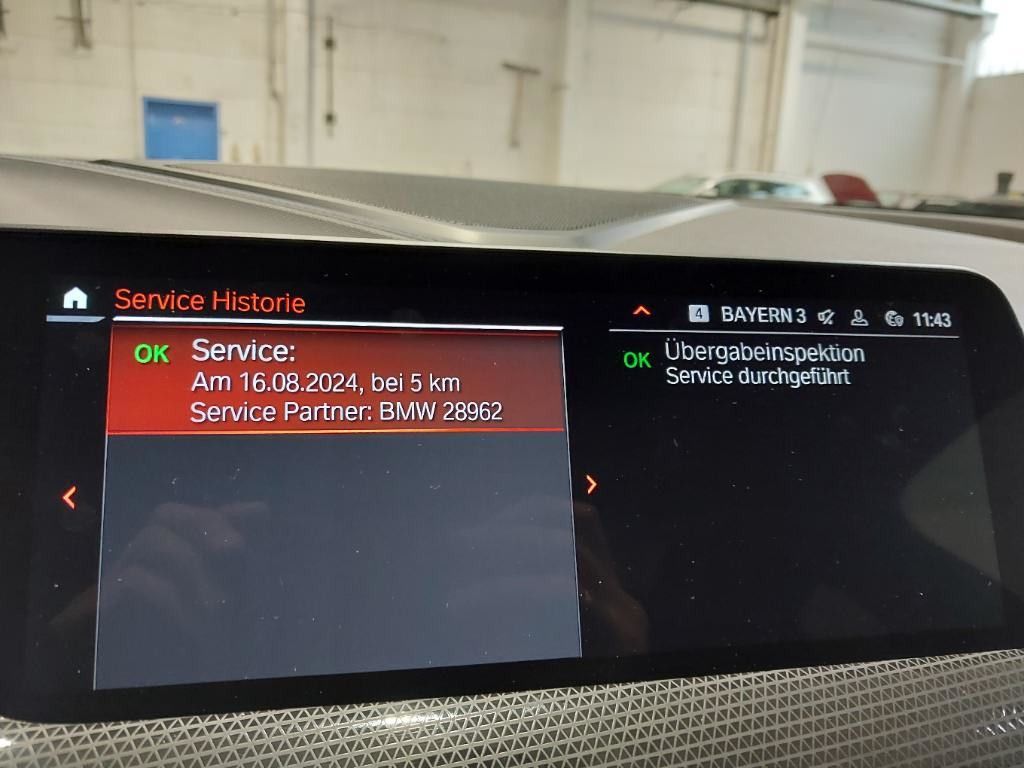 Service Historie
4 BAYERN 3 11:43
OK Service:
Am 16.08.2024, bei 5 km
Service Partner: BMW 28962
OK Übergabeinspektion
Service durchgeführt